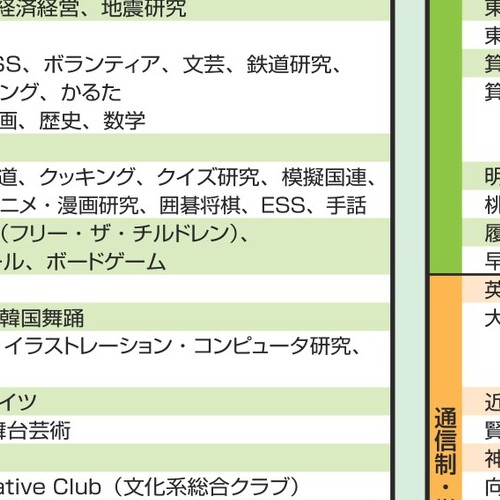 経済経営、地震研究
SS、ボランティア、文芸、鉄道研究、
ング、かるた
画、歴史、数学
道、クッキング、クイズ研究、模擬国連、
ニメ・漫画研究、囲碁将棋、ESS、手話
（フリー・ザ・チルドレン）、
ール、ボードゲーム
韓国舞踊
イラストレーション・コンピュータ研究、
イツ
舞台芸術
ative Club（文化系総合クラブ）
東
東
箕
箕
明
桃
履
早
英
大
近
賢
神
向
通信制・